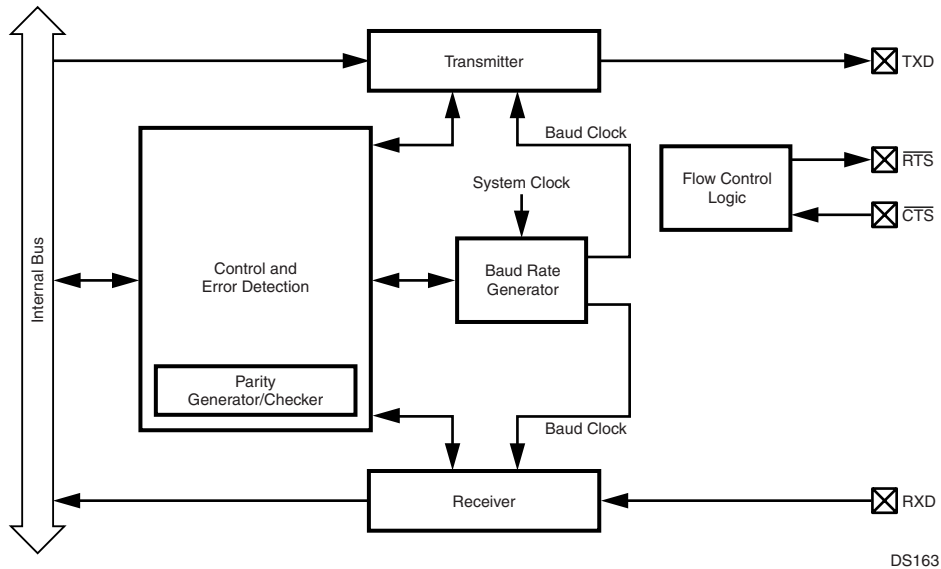 Transmitter
TXD
Baud Clock
RTS
System Clock
Flow Control
Logic
CTS
Internal Bus
Control and
Error Detection
Baud Rate
Generator
Parity
Generator/Checker
Baud Clock
Receiver
RXD
DS163